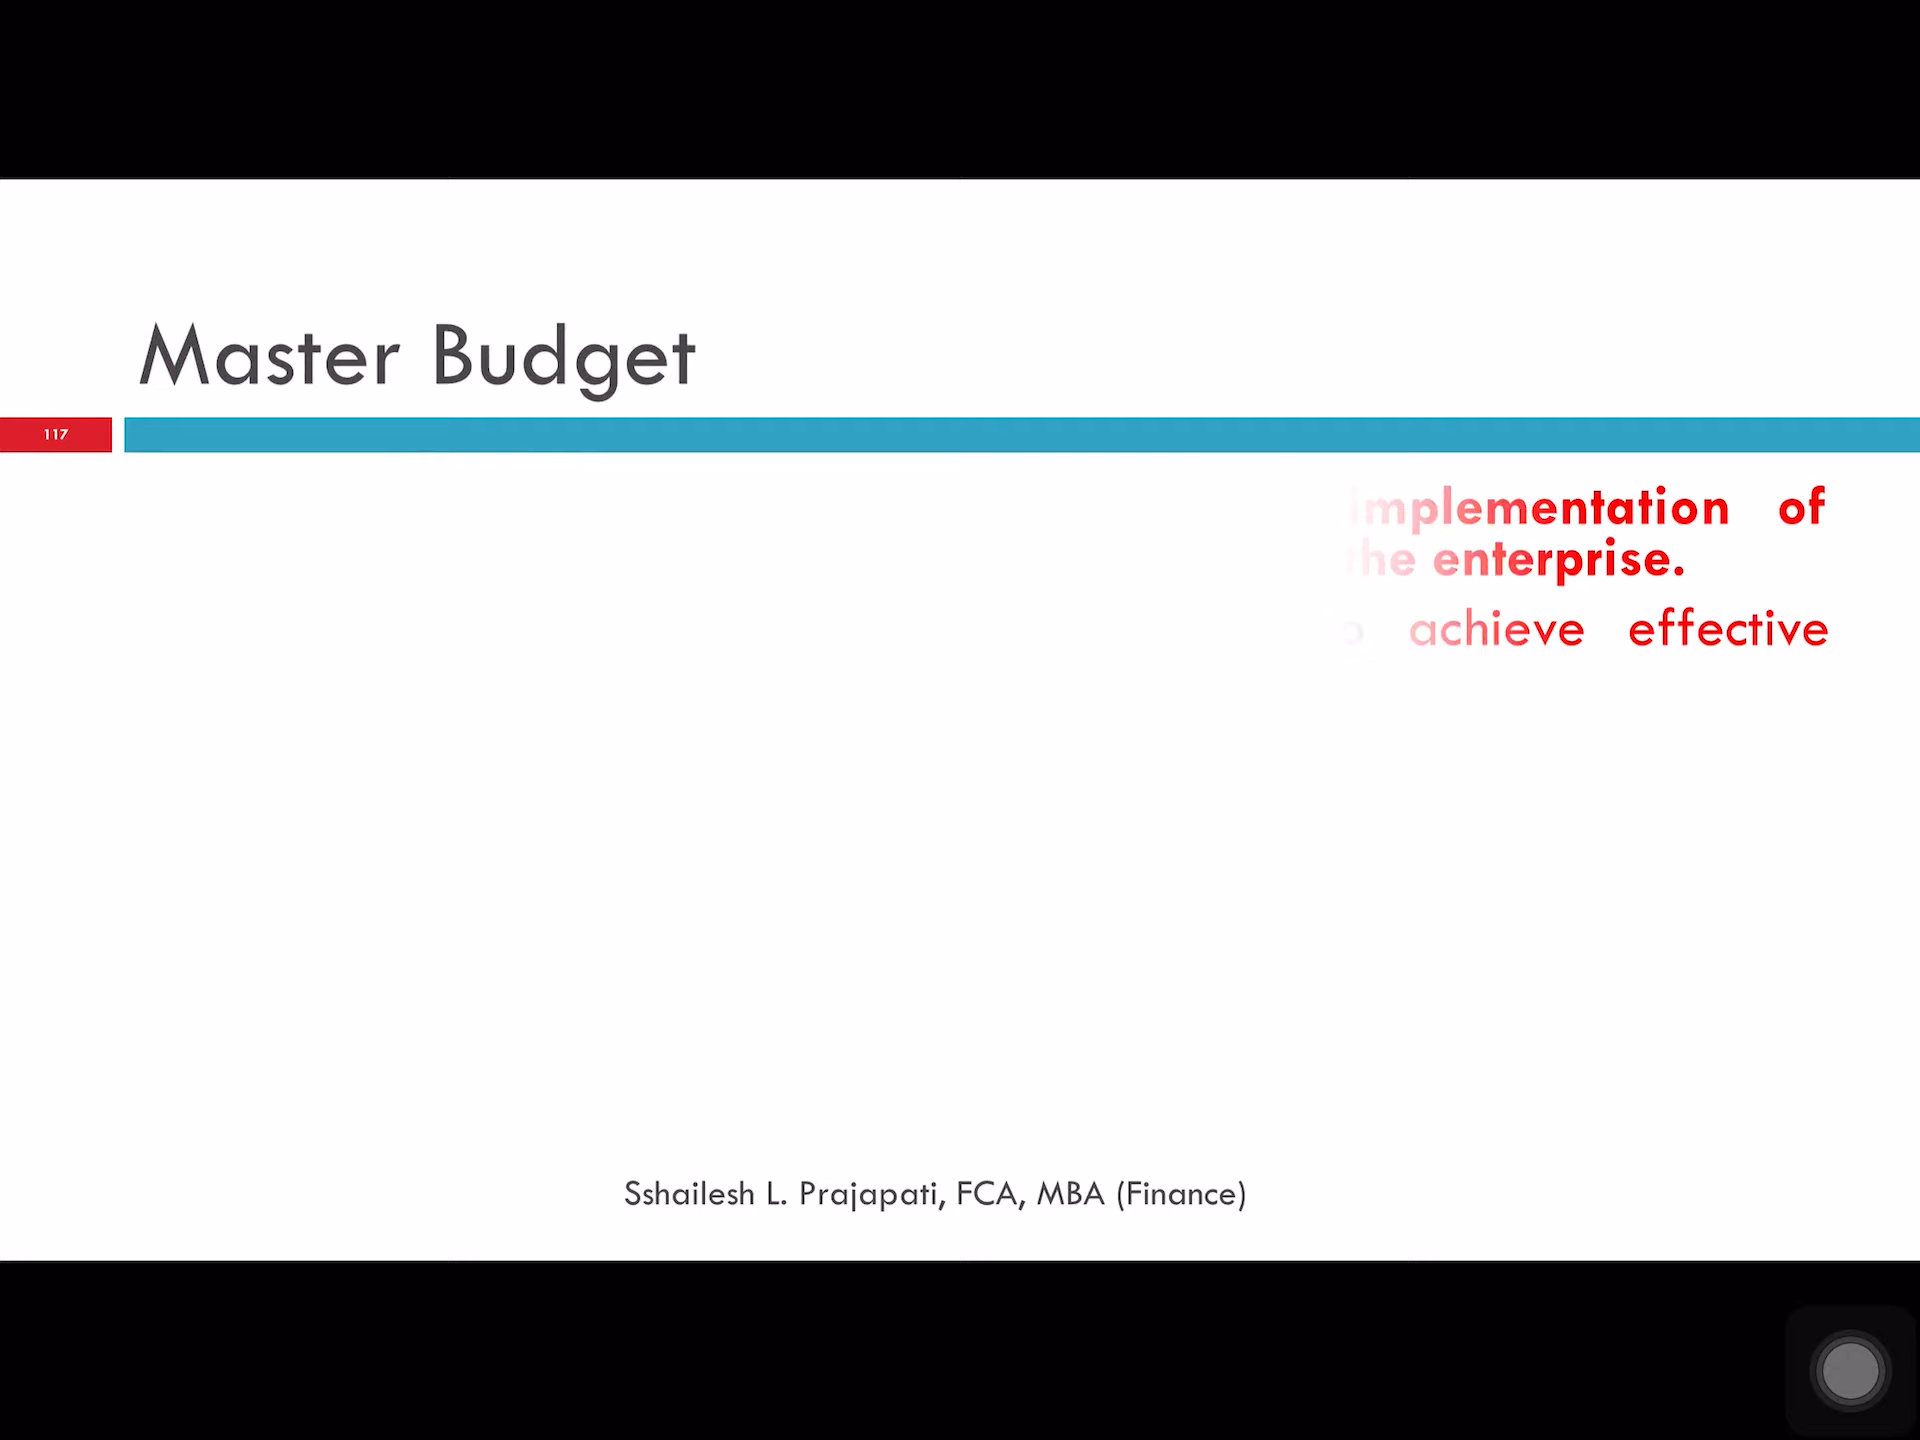 Master Budget
117
implementation of
the enterprise.
achieve effective
Sshailesh L. Prajapati, FCA, MBA (Finance)